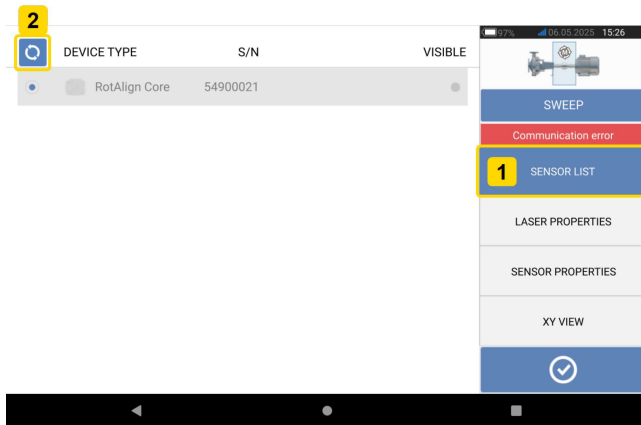 2
97% 06.05.2025 15:26
DEVICE TYPE S/N VISIBLE
RotAlign Core 54900021
SWEEP
Communication error
1 SENSOR LIST
LASER PROPERTIES
SENSOR PROPERTIES
XY VIEW